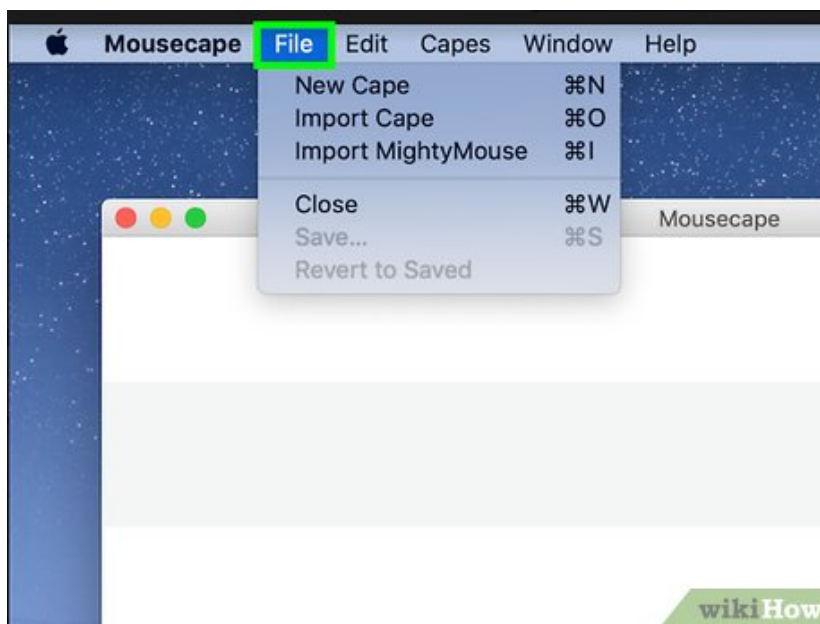 Mousecape File Edit Capes Window Help
New Cape ⌘N
Import Cape ⌘O
Import MightyMouse ⌘I
Close ⌘W
Save... ⌘S
Revert to Saved
Mousecape
wikiHow